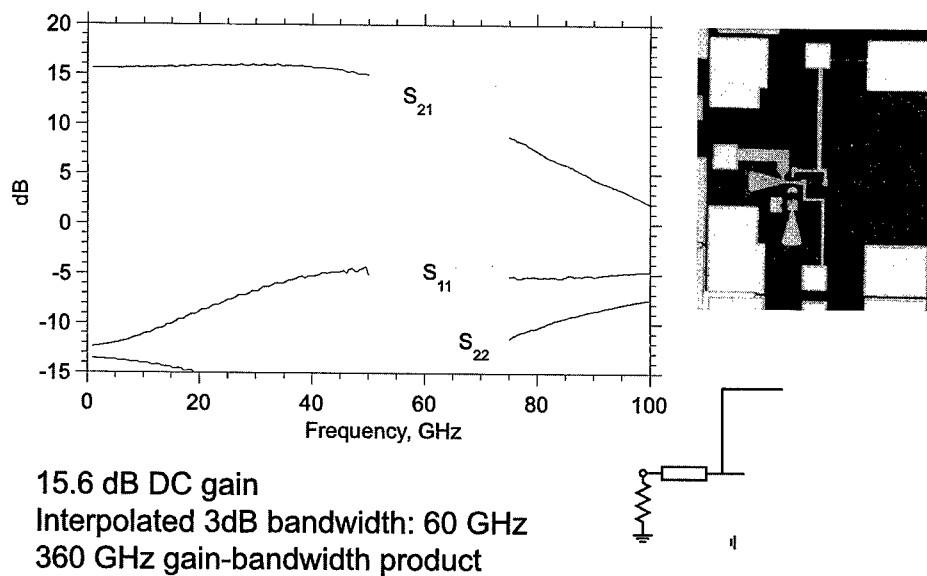 20
15
10
5
0
-5
-10
-15
dB
S21
S11
S22
0 20 40 60 80 100
Frequency, GHz
15.6 dB DC gain
Interpolated 3dB bandwidth: 60 GHz
360 GHz gain-bandwidth product